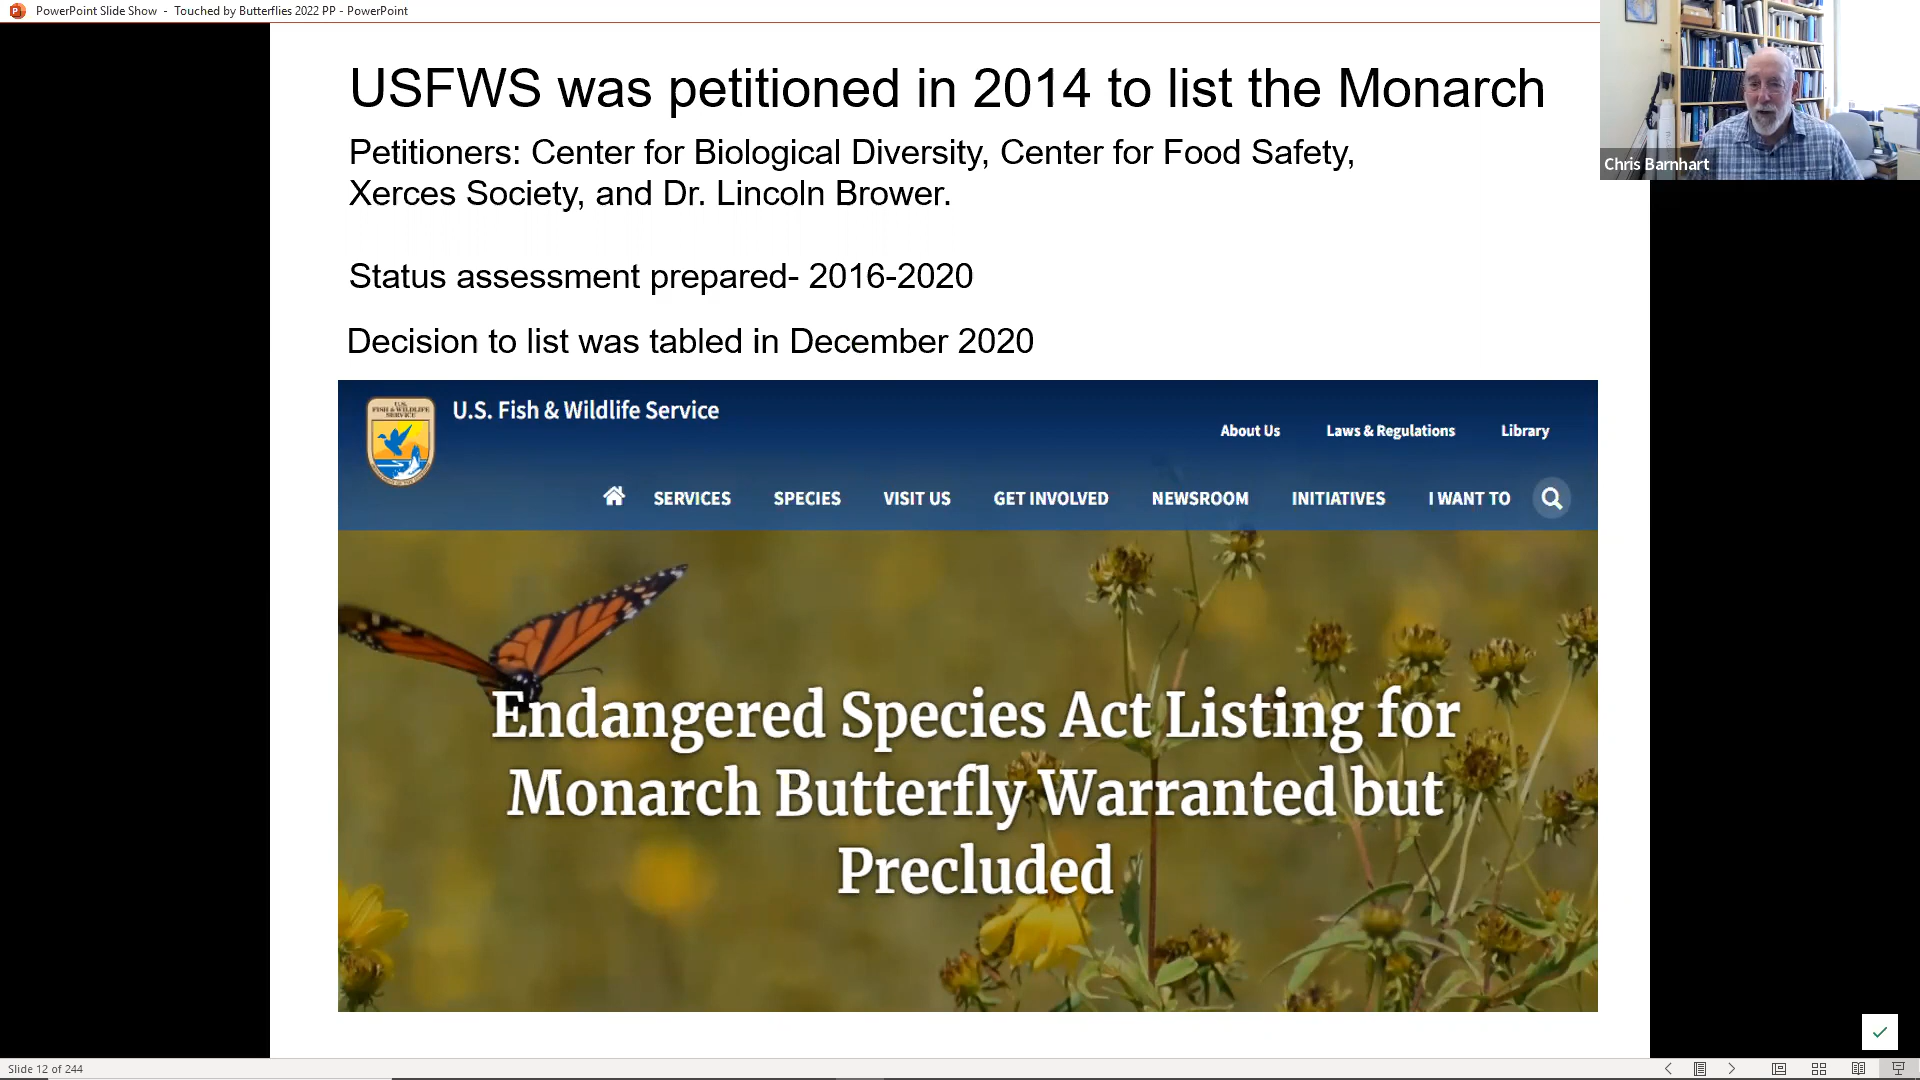 PowerPoint Slide Show - Touched by Butterflies 2022 PP - PowerPoint
USFWS was petitioned in 2014 to list the Monarch
Petitioners: Center for Biological Diversity, Center for Food Safety,
Xerces Society, and Dr. Lincoln Brower.
Chris Barnhart
Status assessment prepared- 2016-2020
Decision to list was tabled in December 2020
U.S.
FISH & WILDLIFE
SERVICE
U.S. Fish & Wildlife Service
About Us Laws & Regulations Library
SERVICES SPECIES VISIT US GET INVOLVED NEWSROOM INITIATIVES I WANT TO
Endangered Species Act Listing for
Monarch Butterfly Warranted but
Precluded
Slide 12 of 244